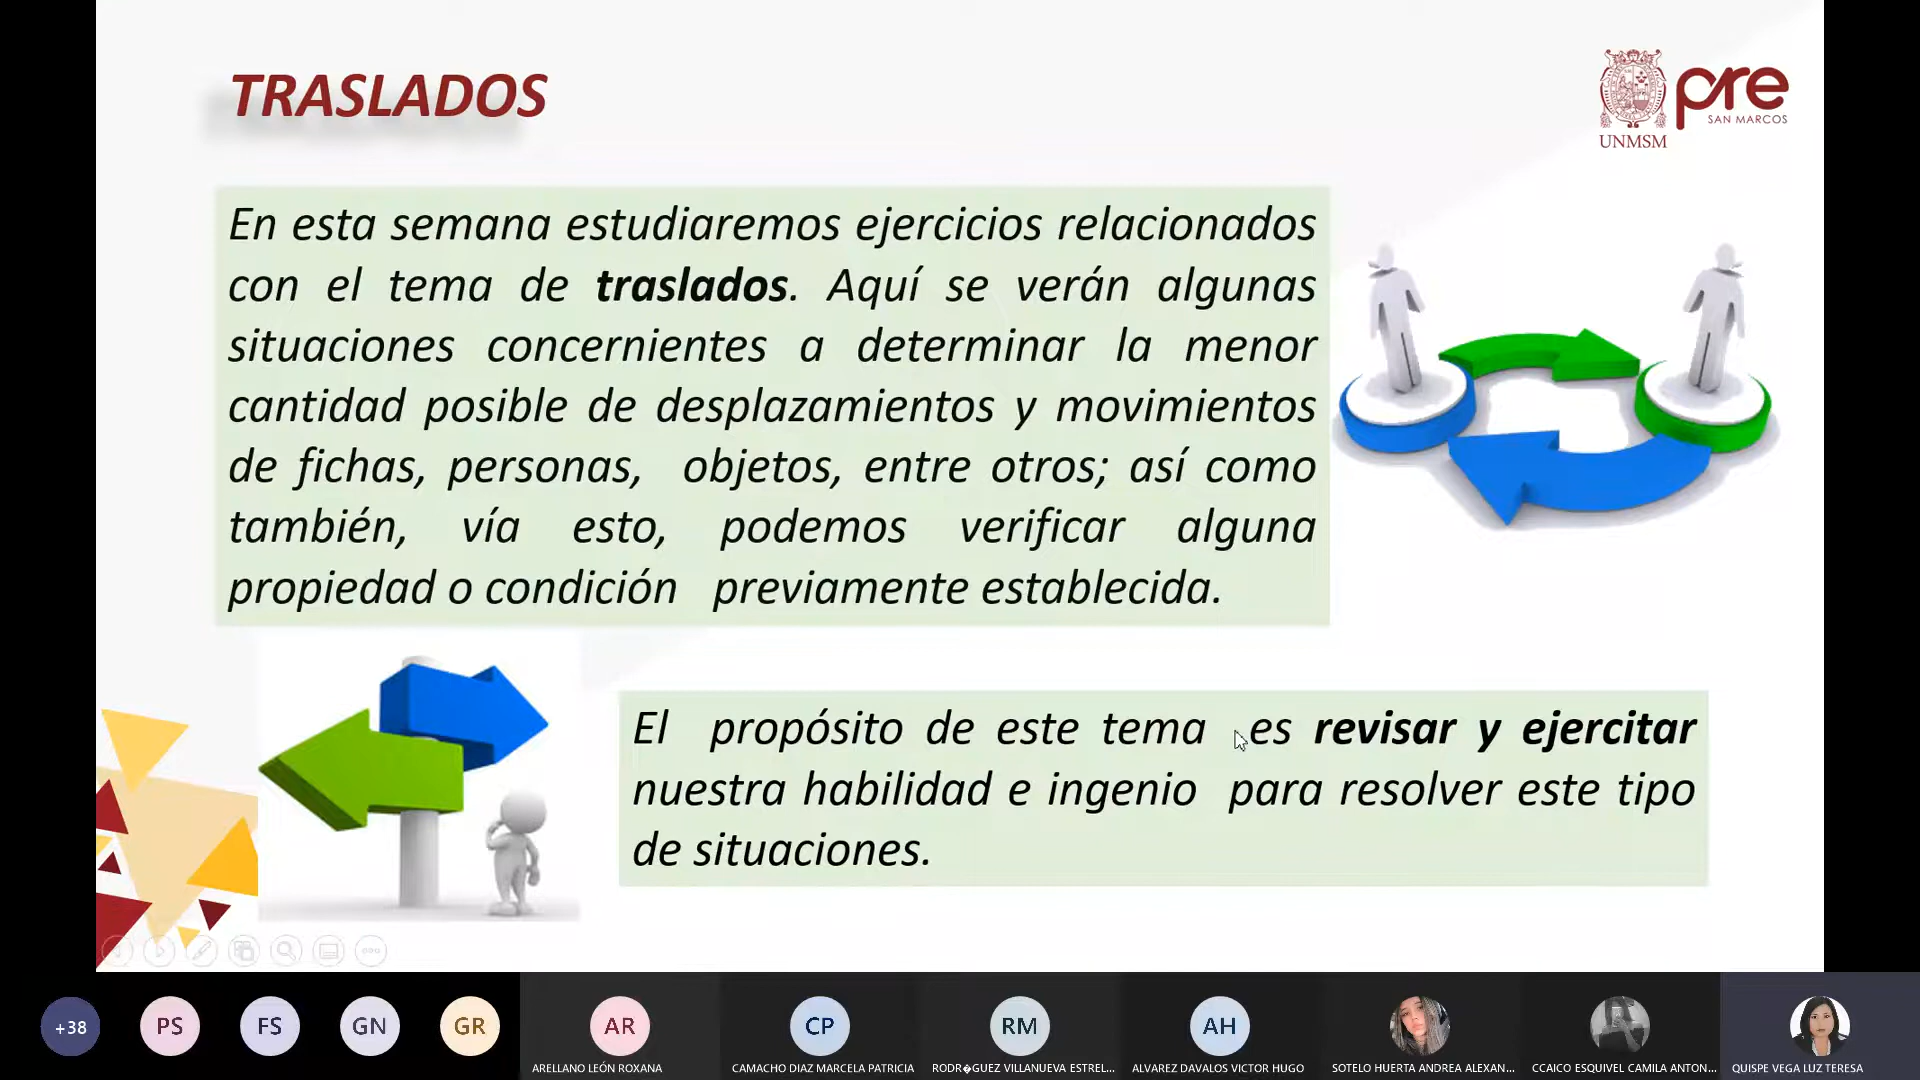 TRASLADOS
pre
SAN MARCOS
UNMSM
En esta semana estudiaremos ejercicios relacionados
con el tema de traslados. Aquí se verán algunas
situaciones concernientes a determinar la menor
cantidad posible de desplazamientos y movimientos
de fichas, personas, objetos, entre otros; así como
también, vía esto, podemos verificar alguna
propiedad o condición previamente establecida.
El propósito de este tema es revisar y ejercitar
nuestra habilidad e ingenio para resolver este tipo
de situaciones.
+38
PS
FS
GN
GR
AR
CP
RM
AH
ARELLANO LEÓN ROXANA
CAMACHO DIAZ MARCELA PATRICIA
RODR�GUEZ VILLANUEVA ESTREL...
ALVAREZ DAVALOS VICTOR HUGO
SOTELO HUERTA ANDREA ALEXAN...
CCAICO ESQUIVEL CAMILA ANTON...
QUISPE VEGA LUZ TERESA